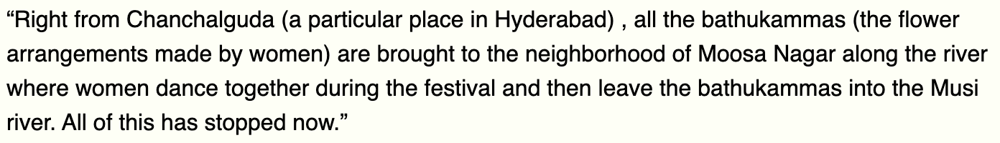 “Right from Chanchalguda (a particular place in Hyderabad) , all the bathukammas (the flower
arrangements made by women) are brought to the neighborhood of Moosa Nagar along the river
where women dance together during the festival and then leave the bathukammas into the Musi
river. All of this has stopped now.”